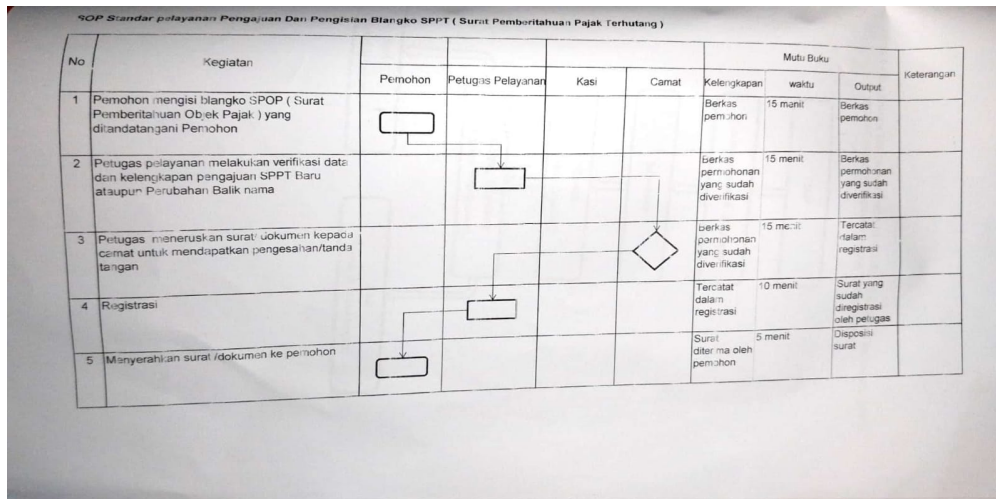 SOP Standar pelayanan Pengajuan Dan Pengisian Blangko SPPT ( Surat Pemberitahuan Pajak Terhutang )
No
Kegiatan
Mutu Buku
Keterangan
Pemohon
Petugas Pelayanan
Kasi
Camat
Kelengkapan
waktu
Output
1
Pemohon mengisi blangko SPOP ( Surat
Pemberitahuan Objek Pajak ) yang
ditandatangani Pemohon
Berkas
pemohon
15 menit
Berkas
pemohon
2
Petugas pelayanan melakukan verifikasi data
dan kelengkapan pengajuan SPPT Baru
ataupun Perubahan Balik nama
Berkas
permohonan
yang sudah
diverifikasi
15 menit
Berkas
permohonan
yang sudah
diverifikasi
3
Petugas meneruskan surat/ dokumen kepada
camat untuk mendapatkan pengesahan/tanda
tangan
Berkas
permohonan
yang sudah
diverifikasi
15 menit
Tercatat
dalam
registrasi
4
Registrasi
Tercatat
dalam
registrasi
10 menit
Surat yang
sudah
diregistrasi
oleh petugas
5
Menyerahkan surat /dokumen ke pemohon
Surat
diterima oleh
pemohon
5 menit
Disposisi
surat